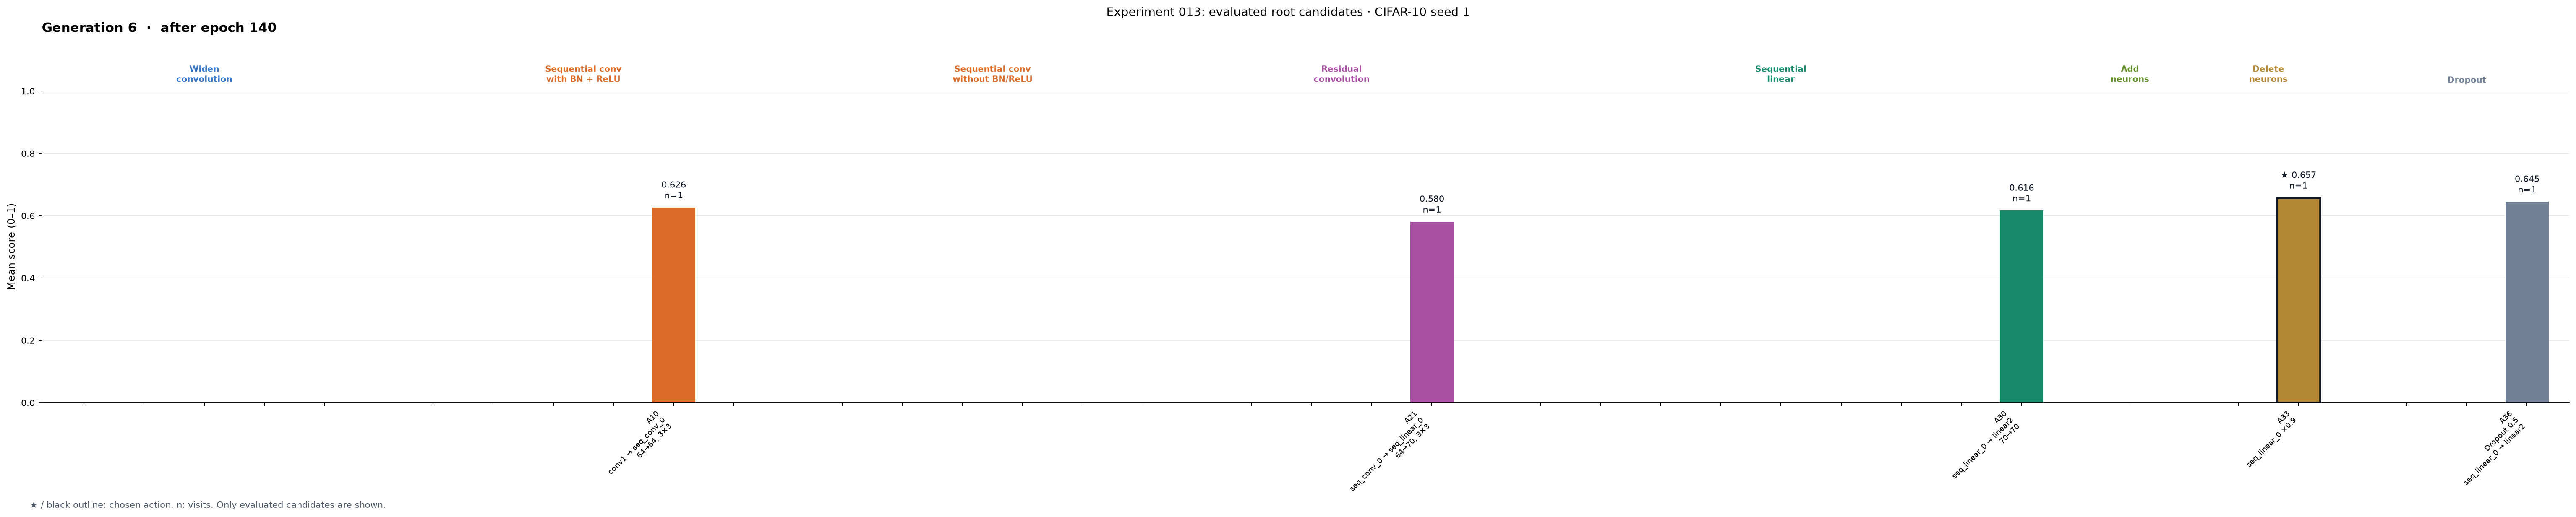 Experiment 013: evaluated root candidates · CIFAR-10 seed 1
Generation 6 · after epoch 140
Widen
convolution
Sequential conv
with BN + ReLU
Sequential conv
without BN/ReLU
Residual
convolution
Sequential
linear
Add
neurons
Delete
neurons
Dropout
Mean score (0–1)
1.0
0.8
0.6
0.4
0.2
0.0
0.626
n=1
0.580
n=1
0.616
n=1
★ 0.657
n=1
0.645
n=1
A10
conv1 → seq_conv_0
64→64, 3×3
A21
seq_conv_0 → seq_linear_0
64→70, 3×3
A30
seq_linear_0 → linear2
70→70
A33
seq_linear_0 ×0.9
A36
Dropout 0.5
seq_linear_0 → linear2
★ / black outline: chosen action. n: visits. Only evaluated candidates are shown.